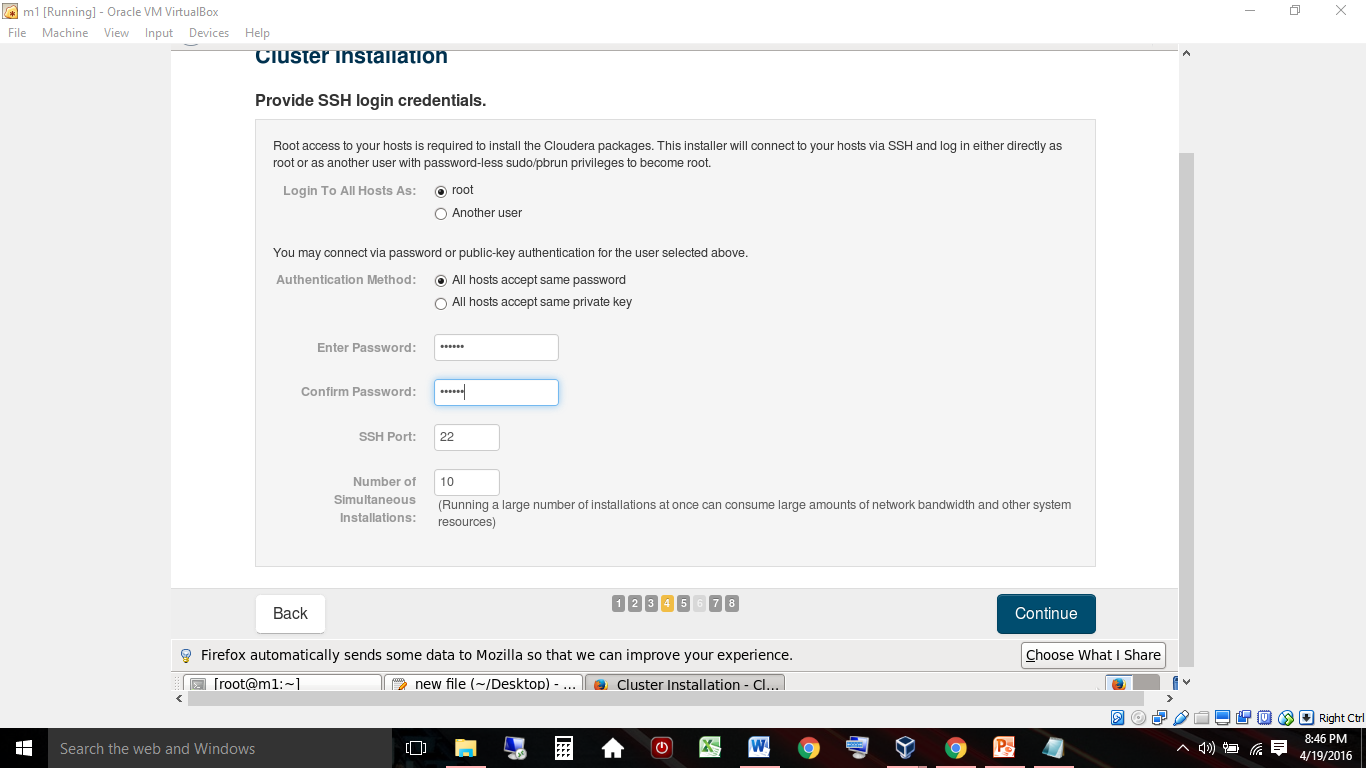 m1 [Running] - Oracle VM VirtualBox
File Machine View Input Devices Help
Cluster Installation
Provide SSH login credentials.
Root access to your hosts is required to install the Cloudera packages. This installer will connect to your hosts via SSH and log in either directly as
root or as another user with password-less sudo/pbrun privileges to become root.
Login To All Hosts As: root
Another user
You may connect via password or public-key authentication for the user selected above.
Authentication Method: All hosts accept same password
All hosts accept same private key
Enter Password: ••••••
Confirm Password: ••••••
SSH Port: 22
Number of 10
Simultaneous
Installations:
(Running a large number of installations at once can consume large amounts of network bandwidth and other system
resources)
Back 1 2 3 4 5 6 7 8 Continue
Firefox automatically sends some data to Mozilla so that we can improve your experience. Choose What I Share
[root@m1:~] new file (~/Desktop) - ... Cluster Installation - Cl...
Right Ctrl
Search the web and Windows
8:46 PM
4/19/2016